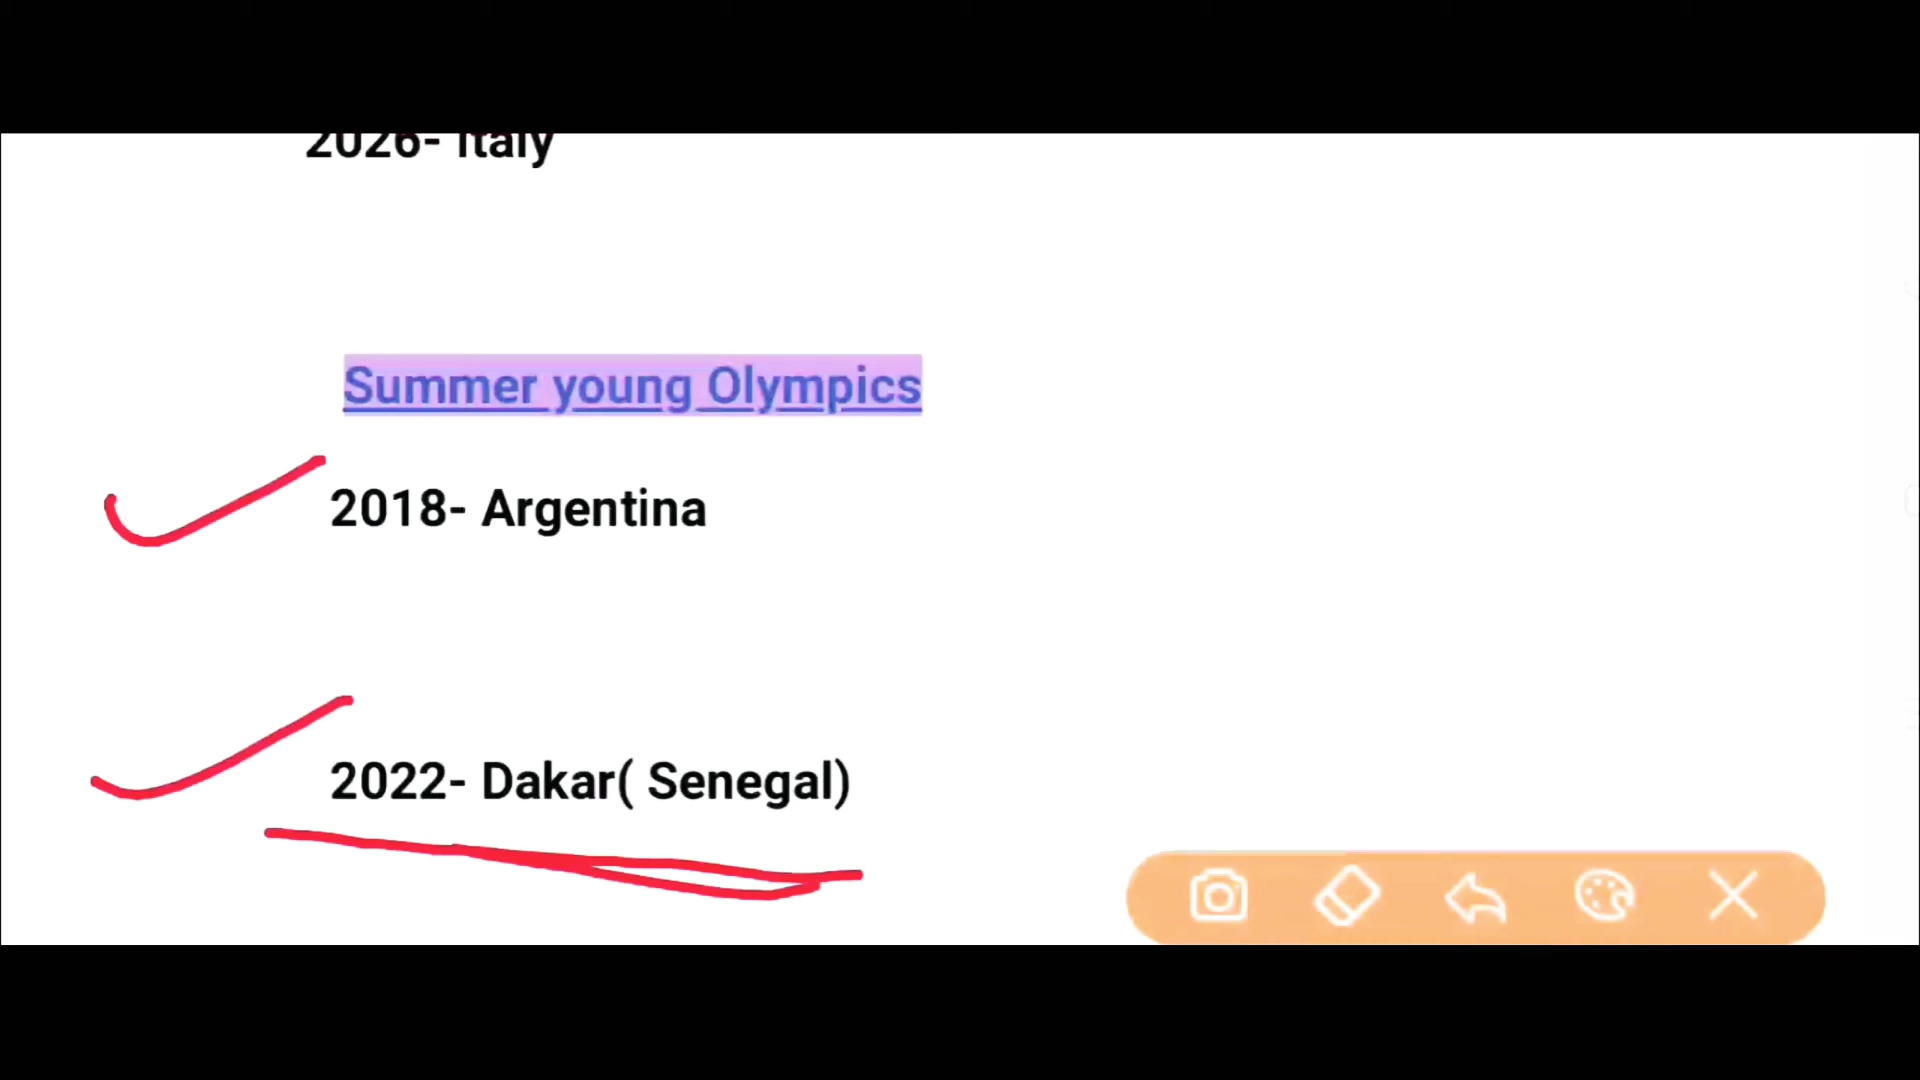 2026- Italy
Summer young Olympics
2018- Argentina
2022- Dakar( Senegal)